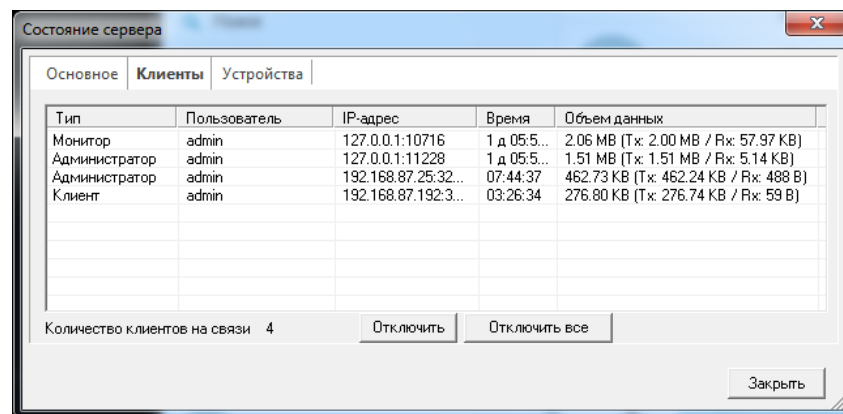 Состояние сервера
Основное Клиенты Устройства
Тип Пользователь IP-адрес Время Объем данных
Монитор admin 127.0.0.1:10716 1 д 05:5... 2.06 MB (Tx: 2.00 MB / Rx: 57.97 KB)
Администратор admin 127.0.0.1:11228 1 д 05:5... 1.51 MB (Tx: 1.51 MB / Rx: 5.14 KB)
Администратор admin 192.168.87.25:32... 07:44:37 462.73 KB (Tx: 462.24 KB / Rx: 488 B)
Клиент admin 192.168.87.192:3... 03:26:34 276.80 KB (Tx: 276.74 KB / Rx: 59 B)
Количество клиентов на связи 4 Отключить Отключить все
Закрыть